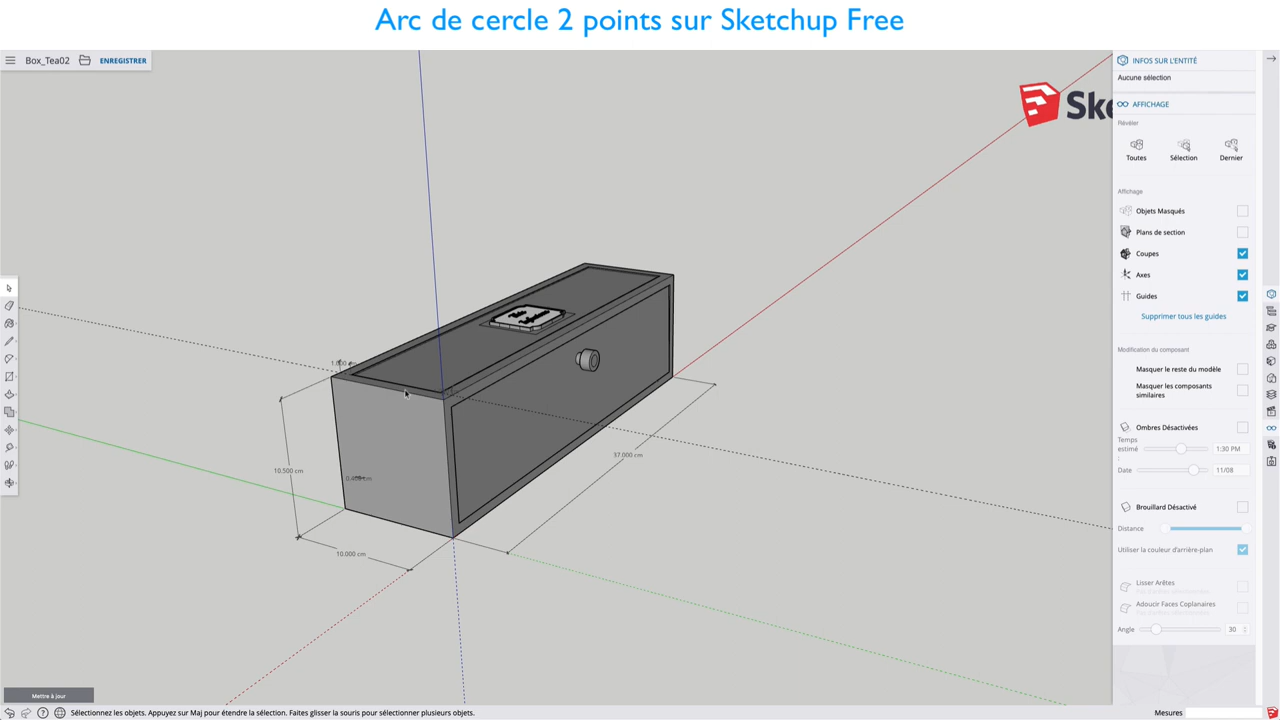 Arc de cercle 2 points sur Sketchup Free
Box_Tea02
ENREGISTRER
INFOS SUR L'ENTITÉ
Aucune sélection
AFFICHAGE
Révéler
Toutes
Sélection
Dernier
Affichage
Objets Masqués
Plans de section
Coupes
Axes
Guides
Supprimer tous les guides
Modification du composant
Masquer le reste du modèle
Masquer les composants
similaires
Ombres Désactivées
Temps
estimé
:
1:30 PM
Date
11/08
Brouillard Désactivé
Distance
Utiliser la couleur d'arrière-plan
Lisser Arêtes
Adoucir Faces Coplanaires
Angle
30
Ske
10.500 cm
37.000 cm
10.000 cm
Mettre à jour
Sélectionnez les objets. Appuyez sur Maj pour étendre la sélection. Faites glisser la souris pour sélectionner plusieurs objets.
Mesures